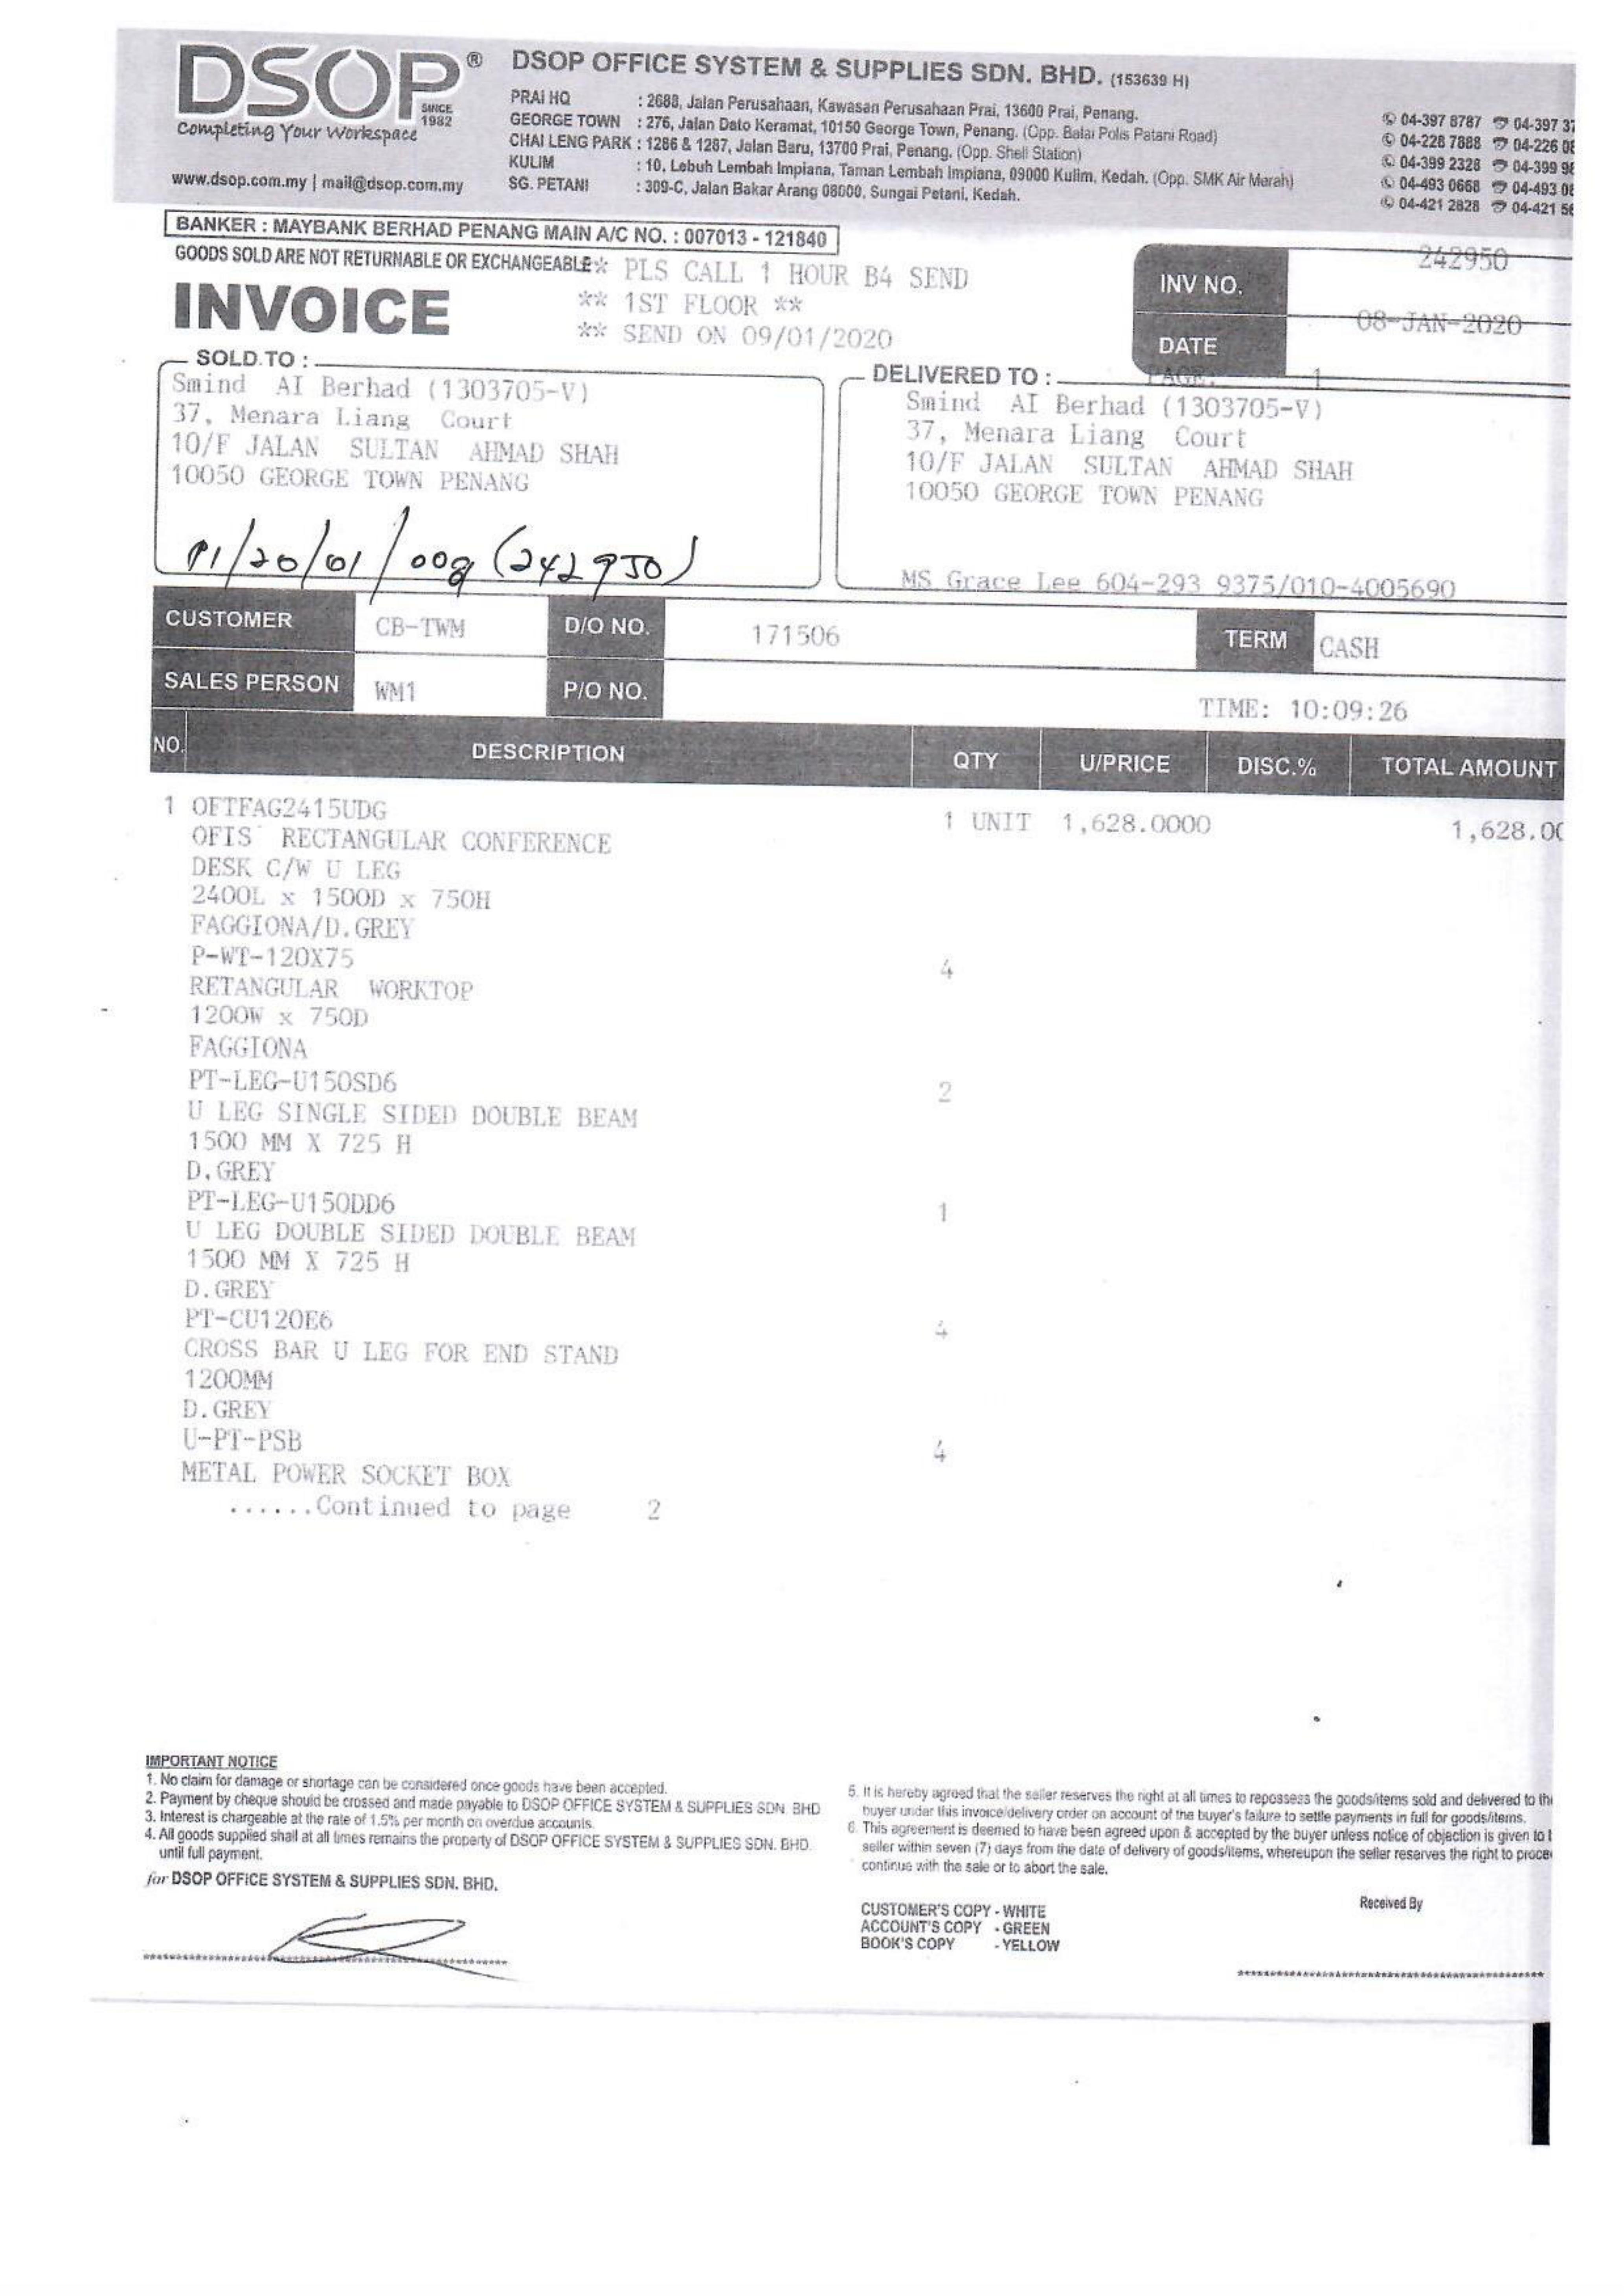 DSOP®
SINCE 1982
Completing Your Workspace
www.dsop.com.my | mail@dsop.com.my
DSOP OFFICE SYSTEM & SUPPLIES SDN. BHD. (153639 H)
PRAI HQ : 2688, Jalan Perusahaan, Kawasan Perusahaan Prai, 13600 Prai, Penang.
GEORGE TOWN : 276, Jalan Dato Keramat, 10150 George Town, Penang. (Opp. Balai Polis Patani Road)
CHAI LENG PARK : 1286 & 1287, Jalan Baru, 13700 Prai, Penang. (Opp. Shell Station)
KULIM : 10, Lebuh Lembah Impiana, Taman Lembah Impiana, 09000 Kulim, Kedah. (Opp. SMK Air Merah)
SG. PETANI : 309-C, Jalan Bakar Arang 08000, Sungai Petani, Kedah.
04-397 8787 04-397 37
04-228 7888 04-226 08
04-399 2328 04-399 98
04-493 0668 04-493 08
04-421 2828 04-421 56
BANKER : MAYBANK BERHAD PENANG MAIN A/C NO. : 007013 - 121840
GOODS SOLD ARE NOT RETURNABLE OR EXCHANGEABLE* PLS CALL 1 HOUR B4 SEND
** 1ST FLOOR **
** SEND ON 09/01/2020
INVOICE
INV NO. 242950
DATE 08-JAN-2020
PAGE: 1
SOLD TO :
Smind AI Berhad (1303705-V)
37, Menara Liang Court
10/F JALAN SULTAN AHMAD SHAH
10050 GEORGE TOWN PENANG
PI/20/01/008 (242950)
DELIVERED TO :
Smind AI Berhad (1303705-V)
37, Menara Liang Court
10/F JALAN SULTAN AHMAD SHAH
10050 GEORGE TOWN PENANG
MS Grace Lee 604-293 9375/010-4005690
CUSTOMER CB-TWM D/O NO. 171506 TERM CASH
SALES PERSON WM1 P/O NO. TIME: 10:09:26
NO. DESCRIPTION QTY U/PRICE DISC.% TOTAL AMOUNT
1 OFTFAG2415UDG 1 UNIT 1,628.0000 1,628.00
OFIS RECTANGULAR CONFERENCE
DESK C/W U LEG
2400L x 1500D x 750H
FAGGIONA/D.GREY
P-WT-120X75 4
RETANGULAR WORKTOP
1200W x 750D
FAGGIONA
PT-LEG-U150SD6 2
U LEG SINGLE SIDED DOUBLE BEAM
1500 MM X 725 H
D.GREY
PT-LEG-U150DD6 1
U LEG DOUBLE SIDED DOUBLE BEAM
1500 MM X 725 H
D.GREY
PT-CU120E6 4
CROSS BAR U LEG FOR END STAND
1200MM
D.GREY
U-PT-PSB 4
METAL POWER SOCKET BOX
......Continued to page 2
IMPORTANT NOTICE
1. No claim for damage or shortage can be considered once goods have been accepted.
2. Payment by cheque should be crossed and made payable to DSOP OFFICE SYSTEM & SUPPLIES SDN. BHD
3. Interest is chargeable at the rate of 1.5% per month on overdue accounts.
4. All goods supplied shall at all times remains the property of DSOP OFFICE SYSTEM & SUPPLIES SDN. BHD.
until full payment.
for DSOP OFFICE SYSTEM & SUPPLIES SDN. BHD.
5. It is hereby agreed that the seller reserves the right at all times to repossess the goods/items sold and delivered to the
buyer under this invoice/delivery order on account of the buyer's failure to settle payments in full for goods/items.
6. This agreement is deemed to have been agreed upon & accepted by the buyer unless notice of objection is given to t
seller within seven (7) days from the date of delivery of goods/items, whereupon the seller reserves the right to procee
continue with the sale or to abort the sale.
CUSTOMER'S COPY - WHITE
ACCOUNT'S COPY - GREEN
BOOK'S COPY - YELLOW
Received By